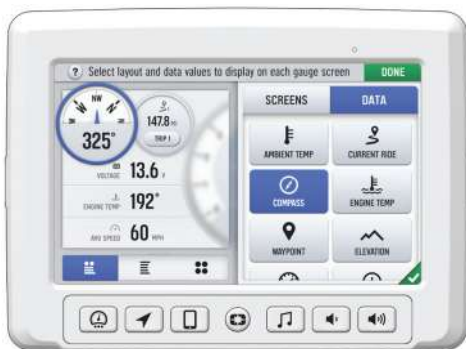 ? Select layout and data values to display on each gauge screen DONE
SCREENS DATA
NW
N
325°
147.8 MI
TRIP 1
VOLTAGE 13.6 V
ENGINE TEMP 192°
AVG SPEED 60 MPH
AMBIENT TEMP CURRENT RIDE
COMPASS ENGINE TEMP
WAYPOINT ELEVATION